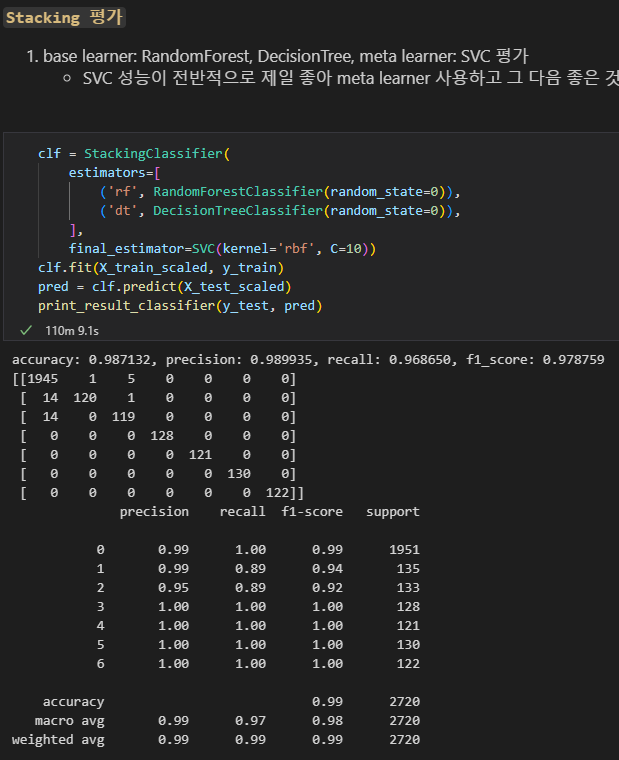 Stacking 평가
1. base learner: RandomForest, DecisionTree, meta learner: SVC 평가
○ SVC 성능이 전반적으로 제일 좋아 meta learner 사용하고 그 다음 좋은 것
clf = StackingClassifier(
estimators=[
('rf', RandomForestClassifier(random_state=0)),
('dt', DecisionTreeClassifier(random_state=0)),
],
final_estimator=SVC(kernel='rbf', C=10))
clf.fit(X_train_scaled, y_train)
pred = clf.predict(X_test_scaled)
print_result_classifier(y_test, pred)
✓ 110m 9.1s
accuracy: 0.987132, precision: 0.989935, recall: 0.968650, f1_score: 0.978759
[[1945 1 5 0 0 0 0]
[ 14 120 1 0 0 0 0]
[ 14 0 119 0 0 0 0]
[ 0 0 0 128 0 0 0]
[ 0 0 0 0 121 0 0]
[ 0 0 0 0 0 130 0]
[ 0 0 0 0 0 0 122]]
precision recall f1-score support
0 0.99 1.00 0.99 1951
1 0.99 0.89 0.94 135
2 0.95 0.89 0.92 133
3 1.00 1.00 1.00 128
4 1.00 1.00 1.00 121
5 1.00 1.00 1.00 130
6 1.00 1.00 1.00 122
accuracy 0.99 2720
macro avg 0.99 0.97 0.98 2720
weighted avg 0.99 0.99 0.99 2720